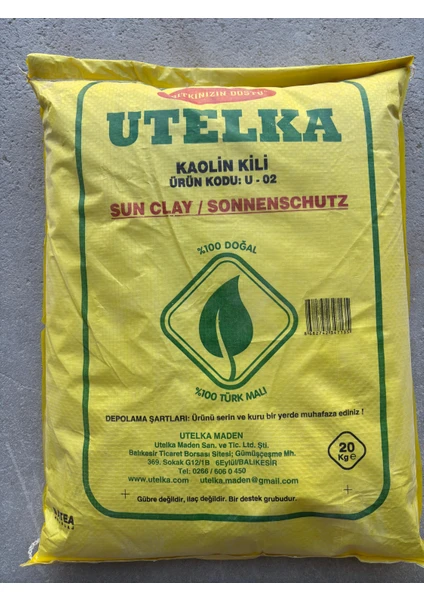 BİTKİNİZİN DOSTU
UTELKA
KAOLİN KİLİ
ÜRÜN KODU: U - 02
SUN CLAY / SONNENSCHUTZ
%100 DOĞAL
%100 TÜRK MALI
DEPOLAMA ŞARTLARI: Ürünü serin ve kuru bir yerde muhafaza ediniz !
UTELKA MADEN
Utelka Maden San. ve Tic. Ltd. Şti.
Balıkesir Ticaret Borsası Sitesi; Gümüşçeşme Mh.
369. Sokak G12/1B 6Eylül/BALIKESİR
Tel: 0266 / 606 0 450
www.utelka.com utelka.maden@gmail.com
20
Kg e
Gübre değildir, ilaç değildir. Bir destek grubudur.